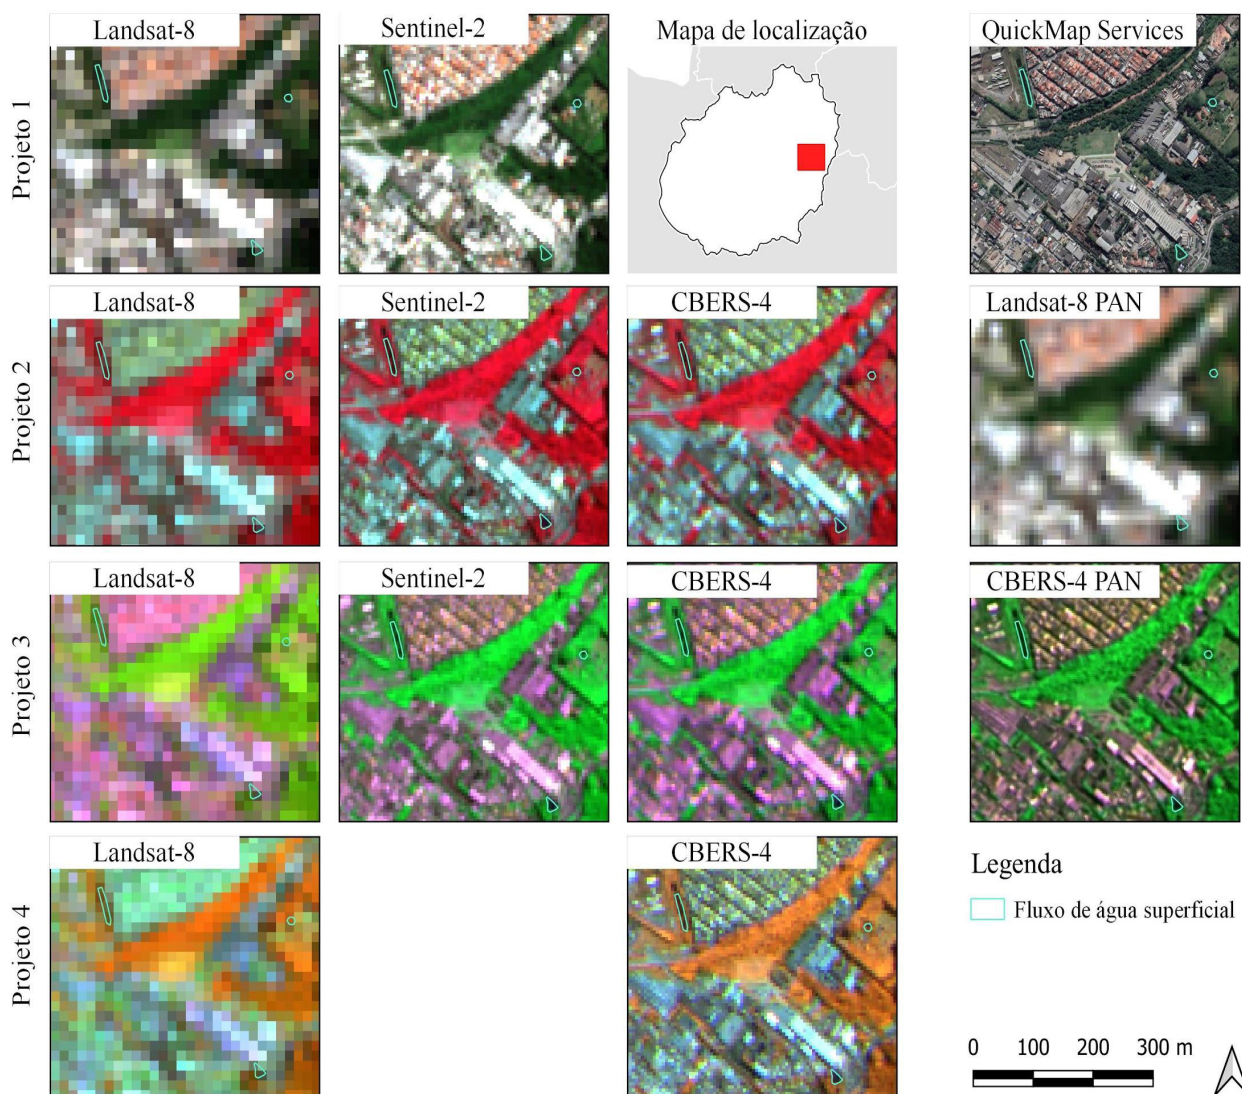 Landsat-8
Sentinel-2
Mapa de localização
QuickMap Services
Projeto 1
Landsat-8
Sentinel-2
CBERS-4
Landsat-8 PAN
Projeto 2
Landsat-8
Sentinel-2
CBERS-4
CBERS-4 PAN
Projeto 3
Landsat-8
CBERS-4
Projeto 4
Legenda
Fluxo de água superficial
0 100 200 300 m